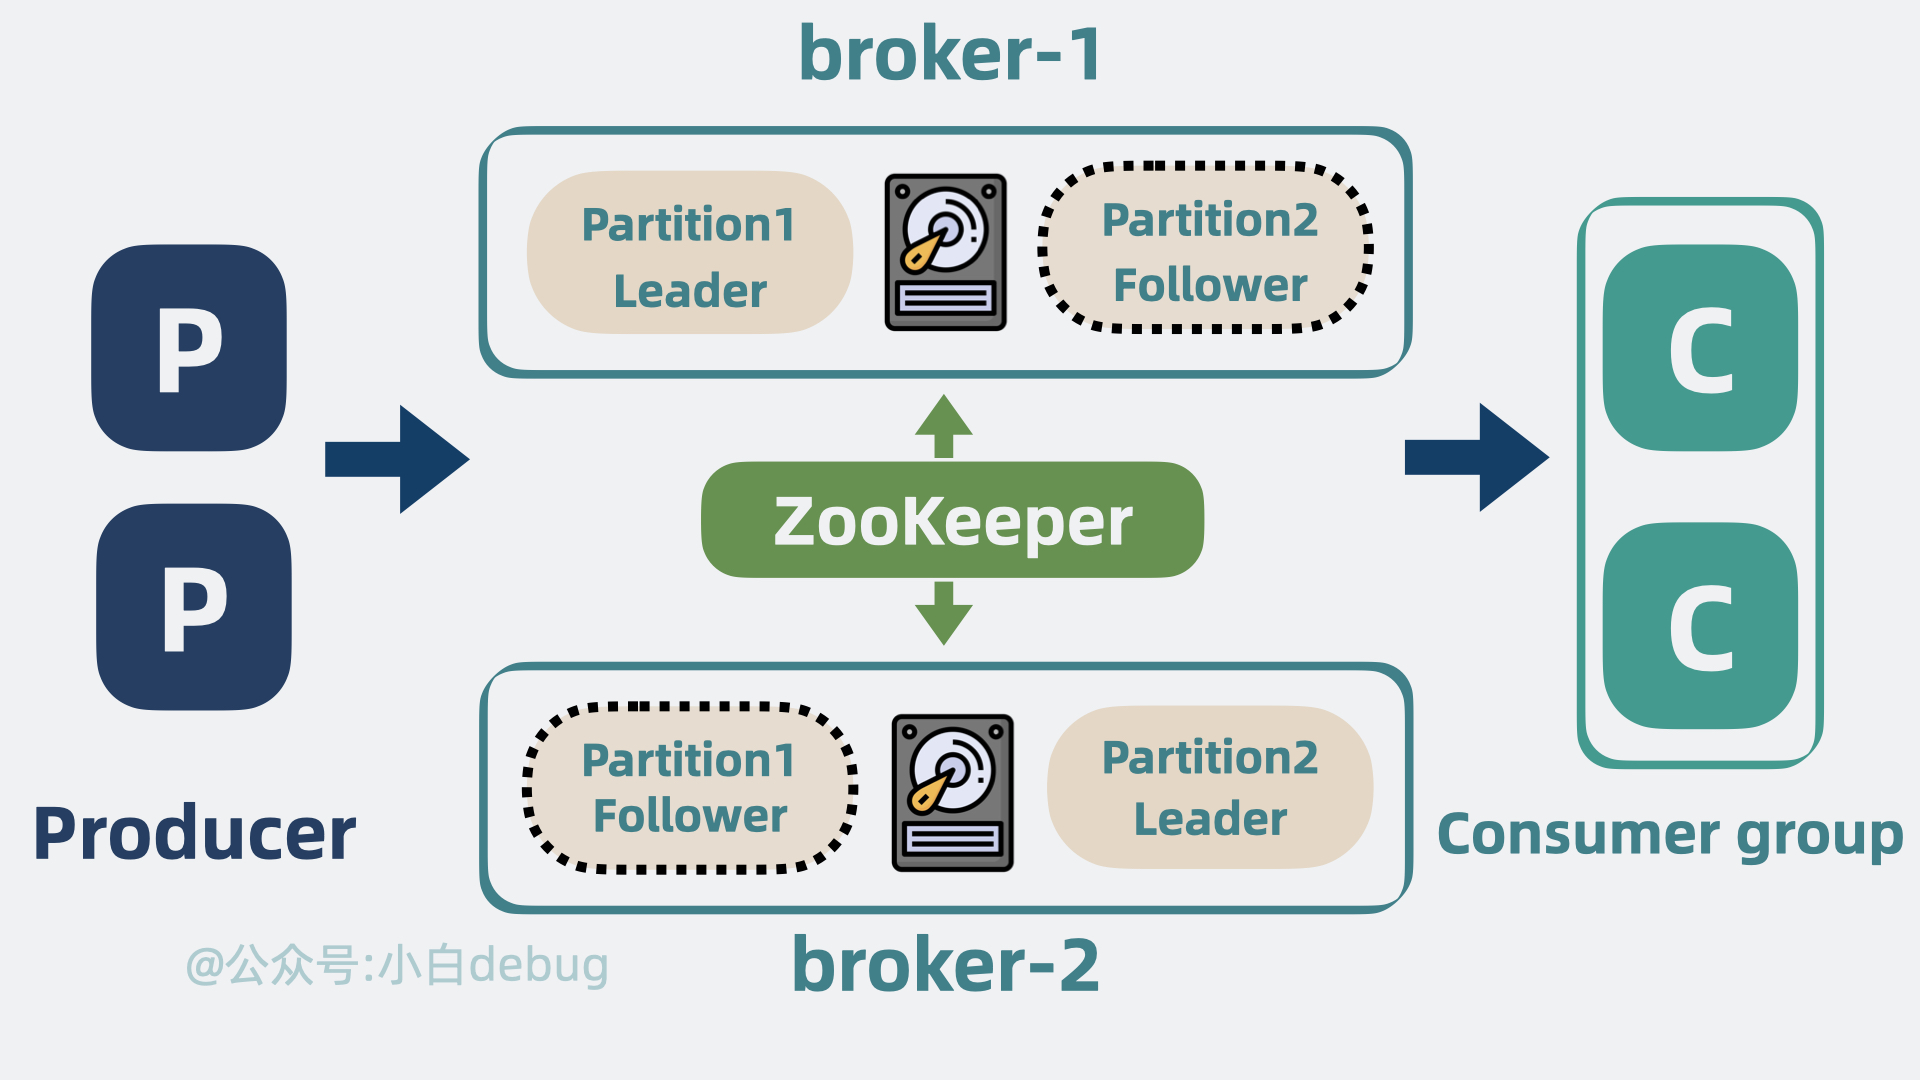 broker-1
Partition1
Leader
Partition2
Follower
P
P
Producer
ZooKeeper
Partition1
Follower
Partition2
Leader
broker-2
C
C
Consumer group
@公众号:小白debug